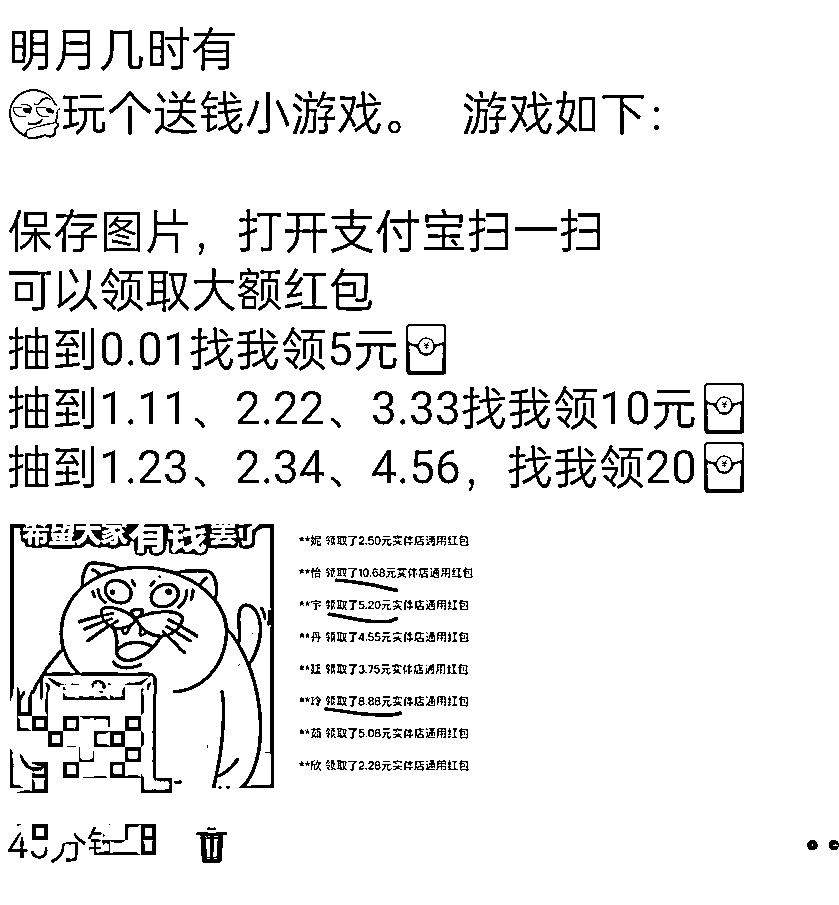 明月几时有
玩个送钱小游戏。 游戏如下：
保存图片，打开支付宝扫一扫
可以领取大额红包
抽到0.01找我领5元
抽到1.11、2.22、3.33找我领10元
抽到1.23、2.34、4.56，找我领20
希望大家有钱罢了
**妮 领取了2.50元实体店通用红包
**怡 领取了10.68元实体店通用红包
**宇 领取了5.20元实体店通用红包
**丹 领取了4.55元实体店通用红包
**廷 领取了3.75元实体店通用红包
**玲 领取了8.88元实体店通用红包
**茹 领取了5.08元实体店通用红包
**欣 领取了2.28元实体店通用红包